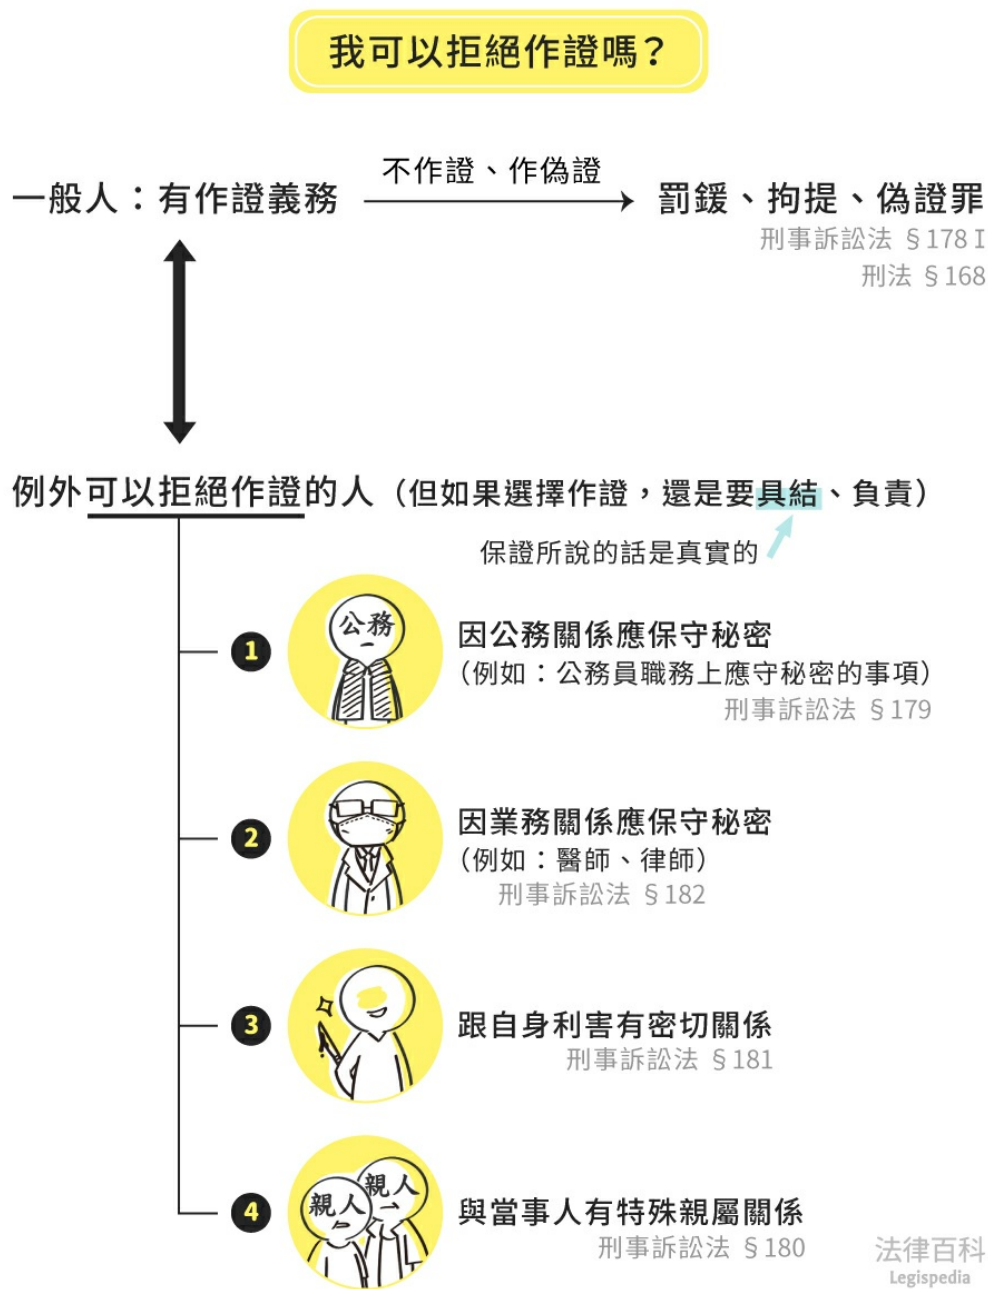 我可以拒絕作證嗎？
一般人：有作證義務
不作證、作偽證
罰鍰、拘提、偽證罪
刑事訴訟法 §178 I
刑法 §168
例外可以拒絕作證的人（但如果選擇作證，還是要具結、負責）
保證所說的話是真實的
1
公務
因公務關係應保守秘密
（例如：公務員職務上應守秘密的事項）
刑事訴訟法 §179
2
因業務關係應保守秘密
（例如：醫師、律師）
刑事訴訟法 §182
3
跟自身利害有密切關係
刑事訴訟法 §181
4
親人
親人
與當事人有特殊親屬關係
刑事訴訟法 §180
法律百科
Legispedia